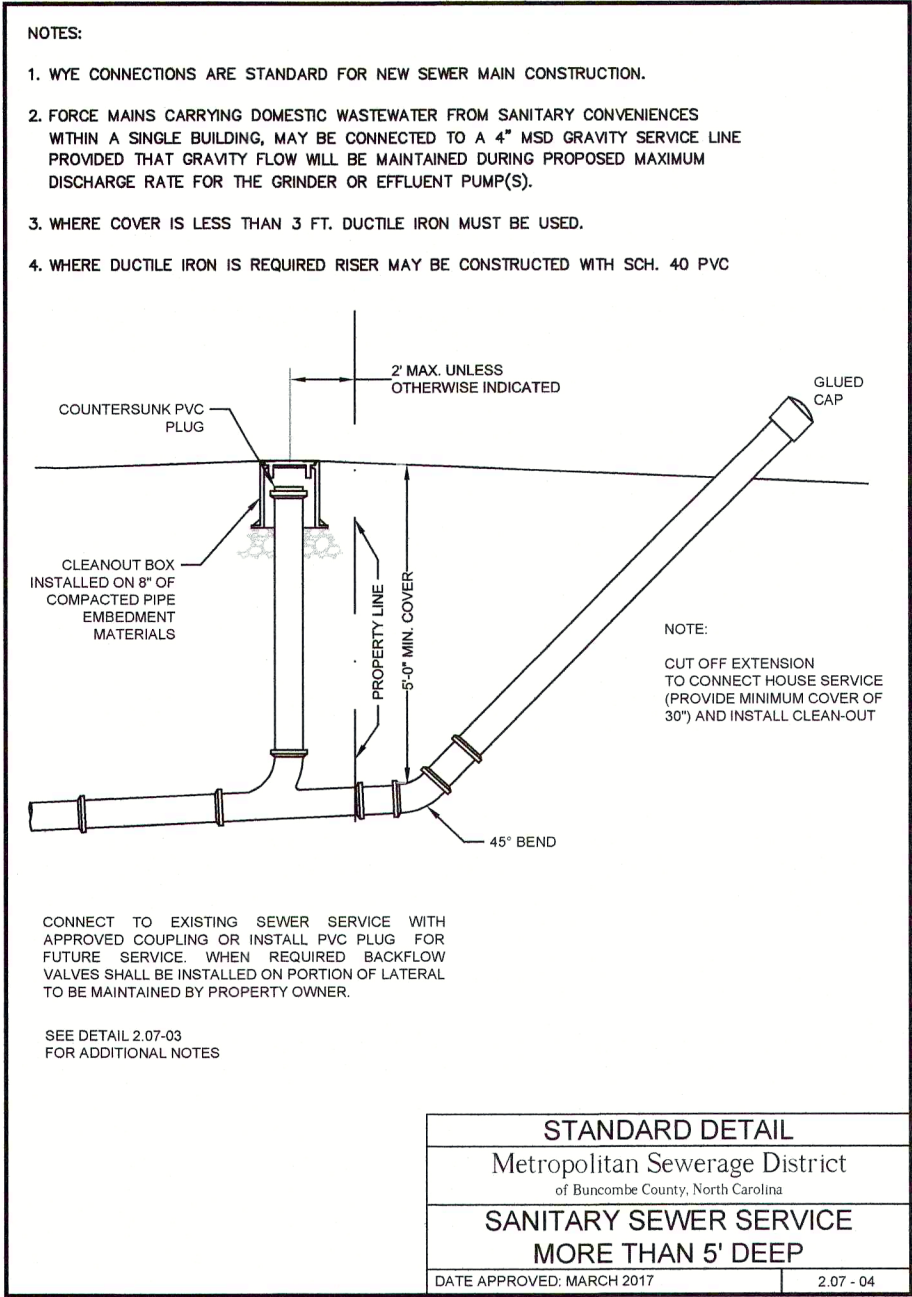 NOTES:
1. WYE CONNECTIONS ARE STANDARD FOR NEW SEWER MAIN CONSTRUCTION.
2. FORCE MAINS CARRYING DOMESTIC WASTEWATER FROM SANITARY CONVENIENCES
WITHIN A SINGLE BUILDING, MAY BE CONNECTED TO A 4" MSD GRAVITY SERVICE LINE
PROVIDED THAT GRAVITY FLOW WILL BE MAINTAINED DURING PROPOSED MAXIMUM
DISCHARGE RATE FOR THE GRINDER OR EFFLUENT PUMP(S).
3. WHERE COVER IS LESS THAN 3 FT. DUCTILE IRON MUST BE USED.
4. WHERE DUCTILE IRON IS REQUIRED RISER MAY BE CONSTRUCTED WITH SCH. 40 PVC
2' MAX. UNLESS
OTHERWISE INDICATED
GLUED
CAP
COUNTERSUNK PVC
PLUG
CLEANOUT BOX
INSTALLED ON 8" OF
COMPACTED PIPE
EMBEDMENT
MATERIALS
PROPERTY LINE
5'-0" MIN. COVER
NOTE:
CUT OFF EXTENSION
TO CONNECT HOUSE SERVICE
(PROVIDE MINIMUM COVER OF
30") AND INSTALL CLEAN-OUT
45° BEND
CONNECT TO EXISTING SEWER SERVICE WITH
APPROVED COUPLING OR INSTALL PVC PLUG FOR
FUTURE SERVICE. WHEN REQUIRED BACKFLOW
VALVES SHALL BE INSTALLED ON PORTION OF LATERAL
TO BE MAINTAINED BY PROPERTY OWNER.
SEE DETAIL 2.07-03
FOR ADDITIONAL NOTES
STANDARD DETAIL
Metropolitan Sewerage District
of Buncombe County, North Carolina
SANITARY SEWER SERVICE
MORE THAN 5' DEEP
DATE APPROVED: MARCH 2017
2.07 - 04